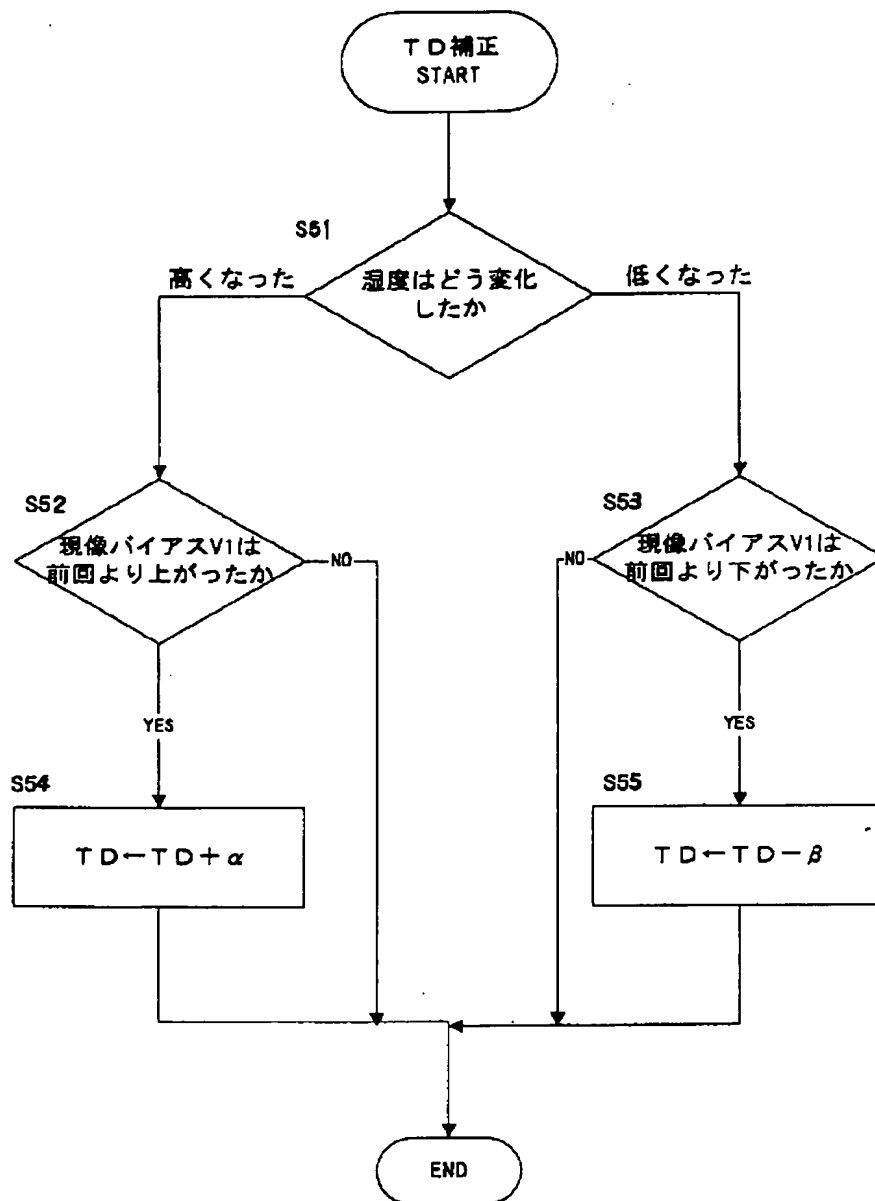 ＴＤ補正
START
S51
高くなった
湿度はどう変化
したか
低くなった
S52
現像バイアスV1は
前回より上がったか
NO
S53
現像バイアスV1は
前回より下がったか
NO
YES
YES
S54
ＴＤ←ＴＤ＋α
S55
ＴＤ←ＴＤ－β
END